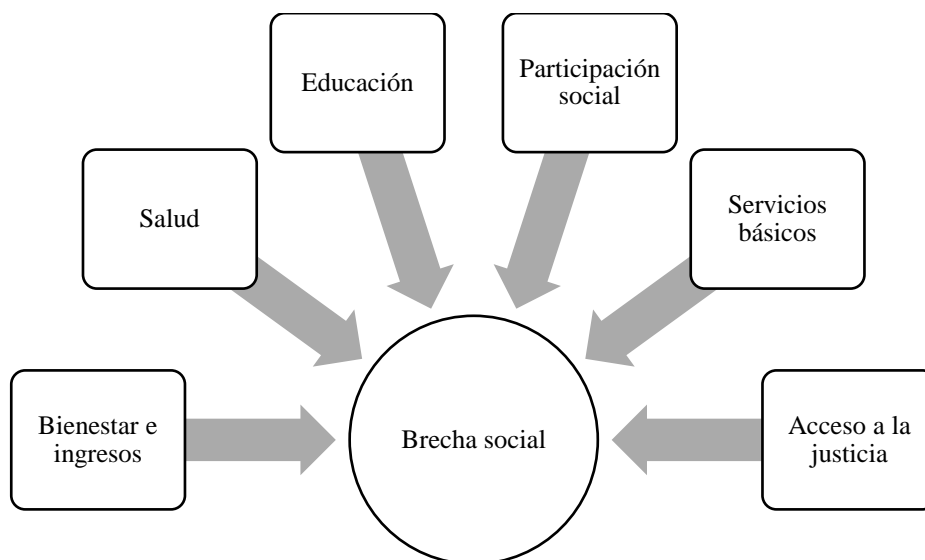 Educación
Participación
social
Salud
Servicios
básicos
Bienestar e
ingresos
Brecha social
Acceso a la
justicia